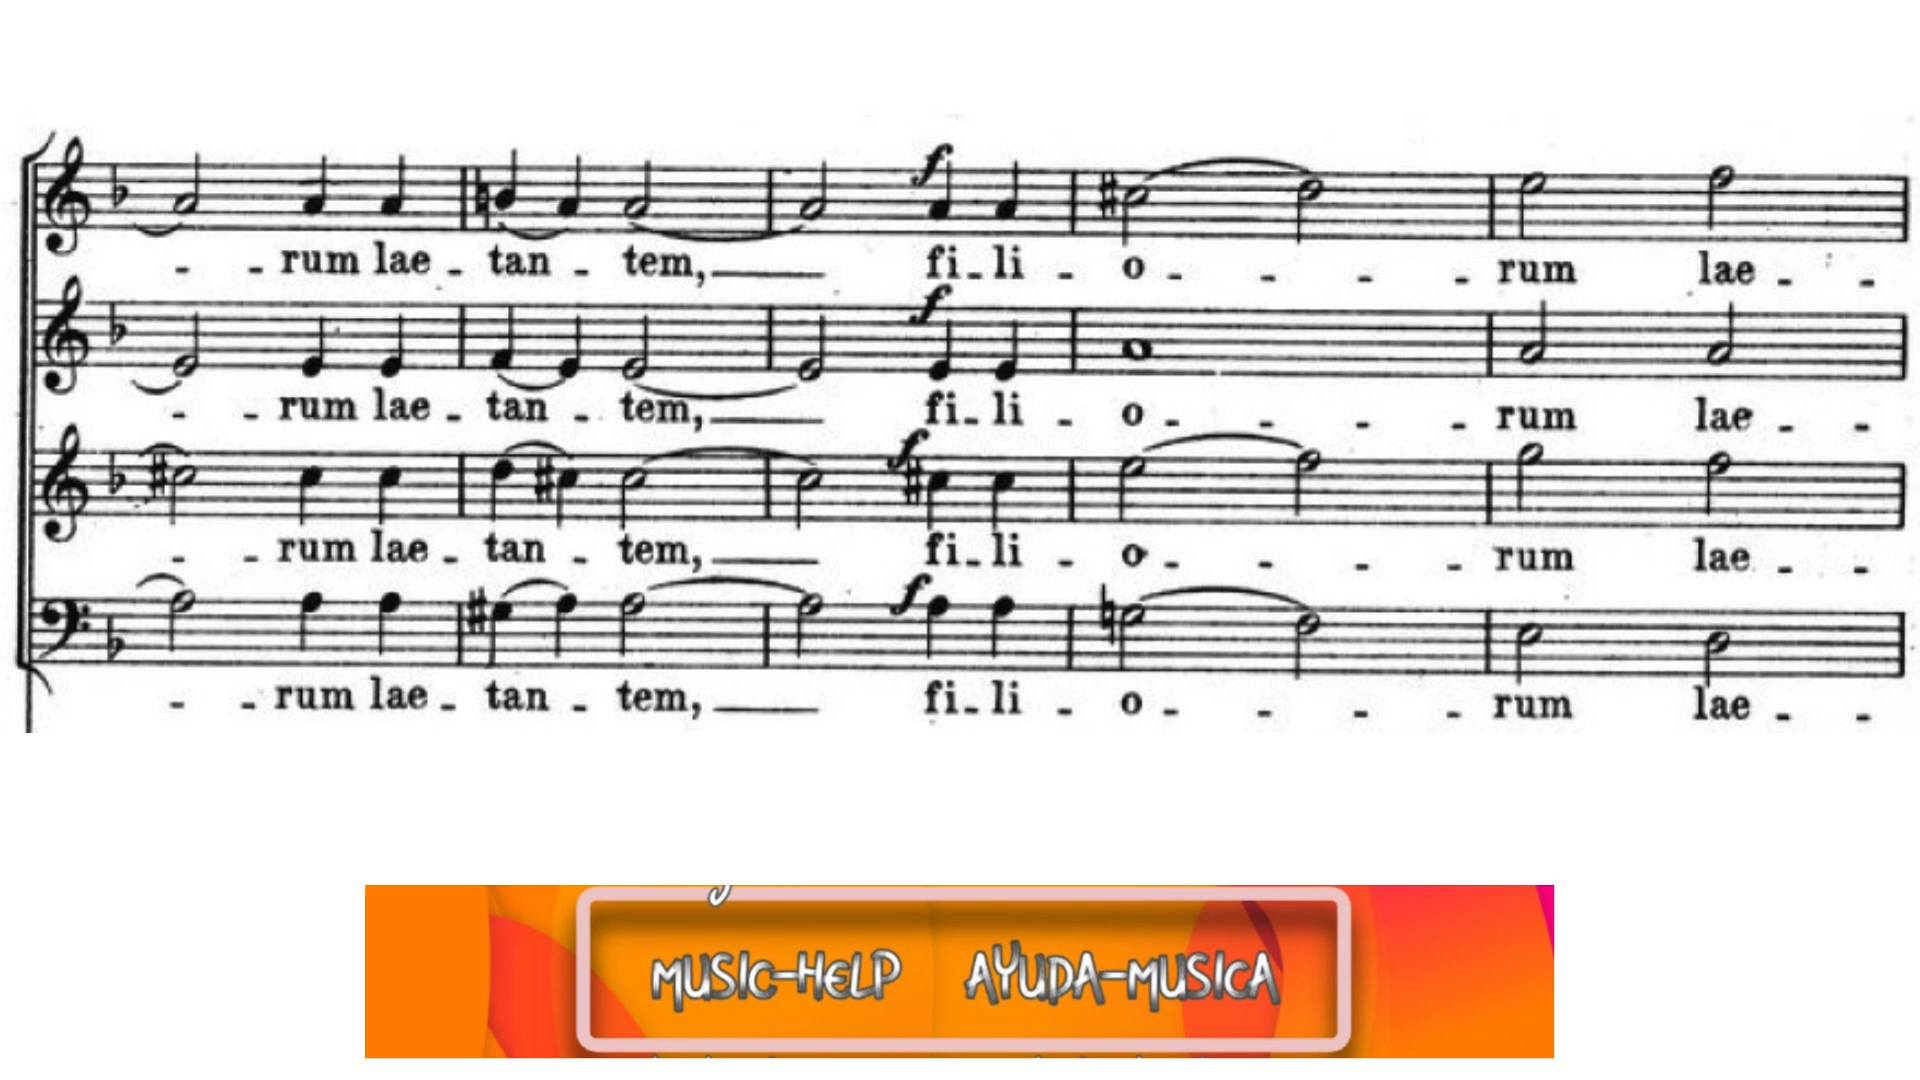 f
- - rum lae - tan - tem, fi - li - o - - - - rum lae - -
f
- - rum lae - tan - tem, fi - li - o - - - - rum lae - -
f
- - rum lae - tan - tem, fi - li - o - - - - rum lae - -
f
- - rum lae - tan - tem, fi - li - o - - - - rum lae - -
MUSIC-HELP AYUDA-MUSICA